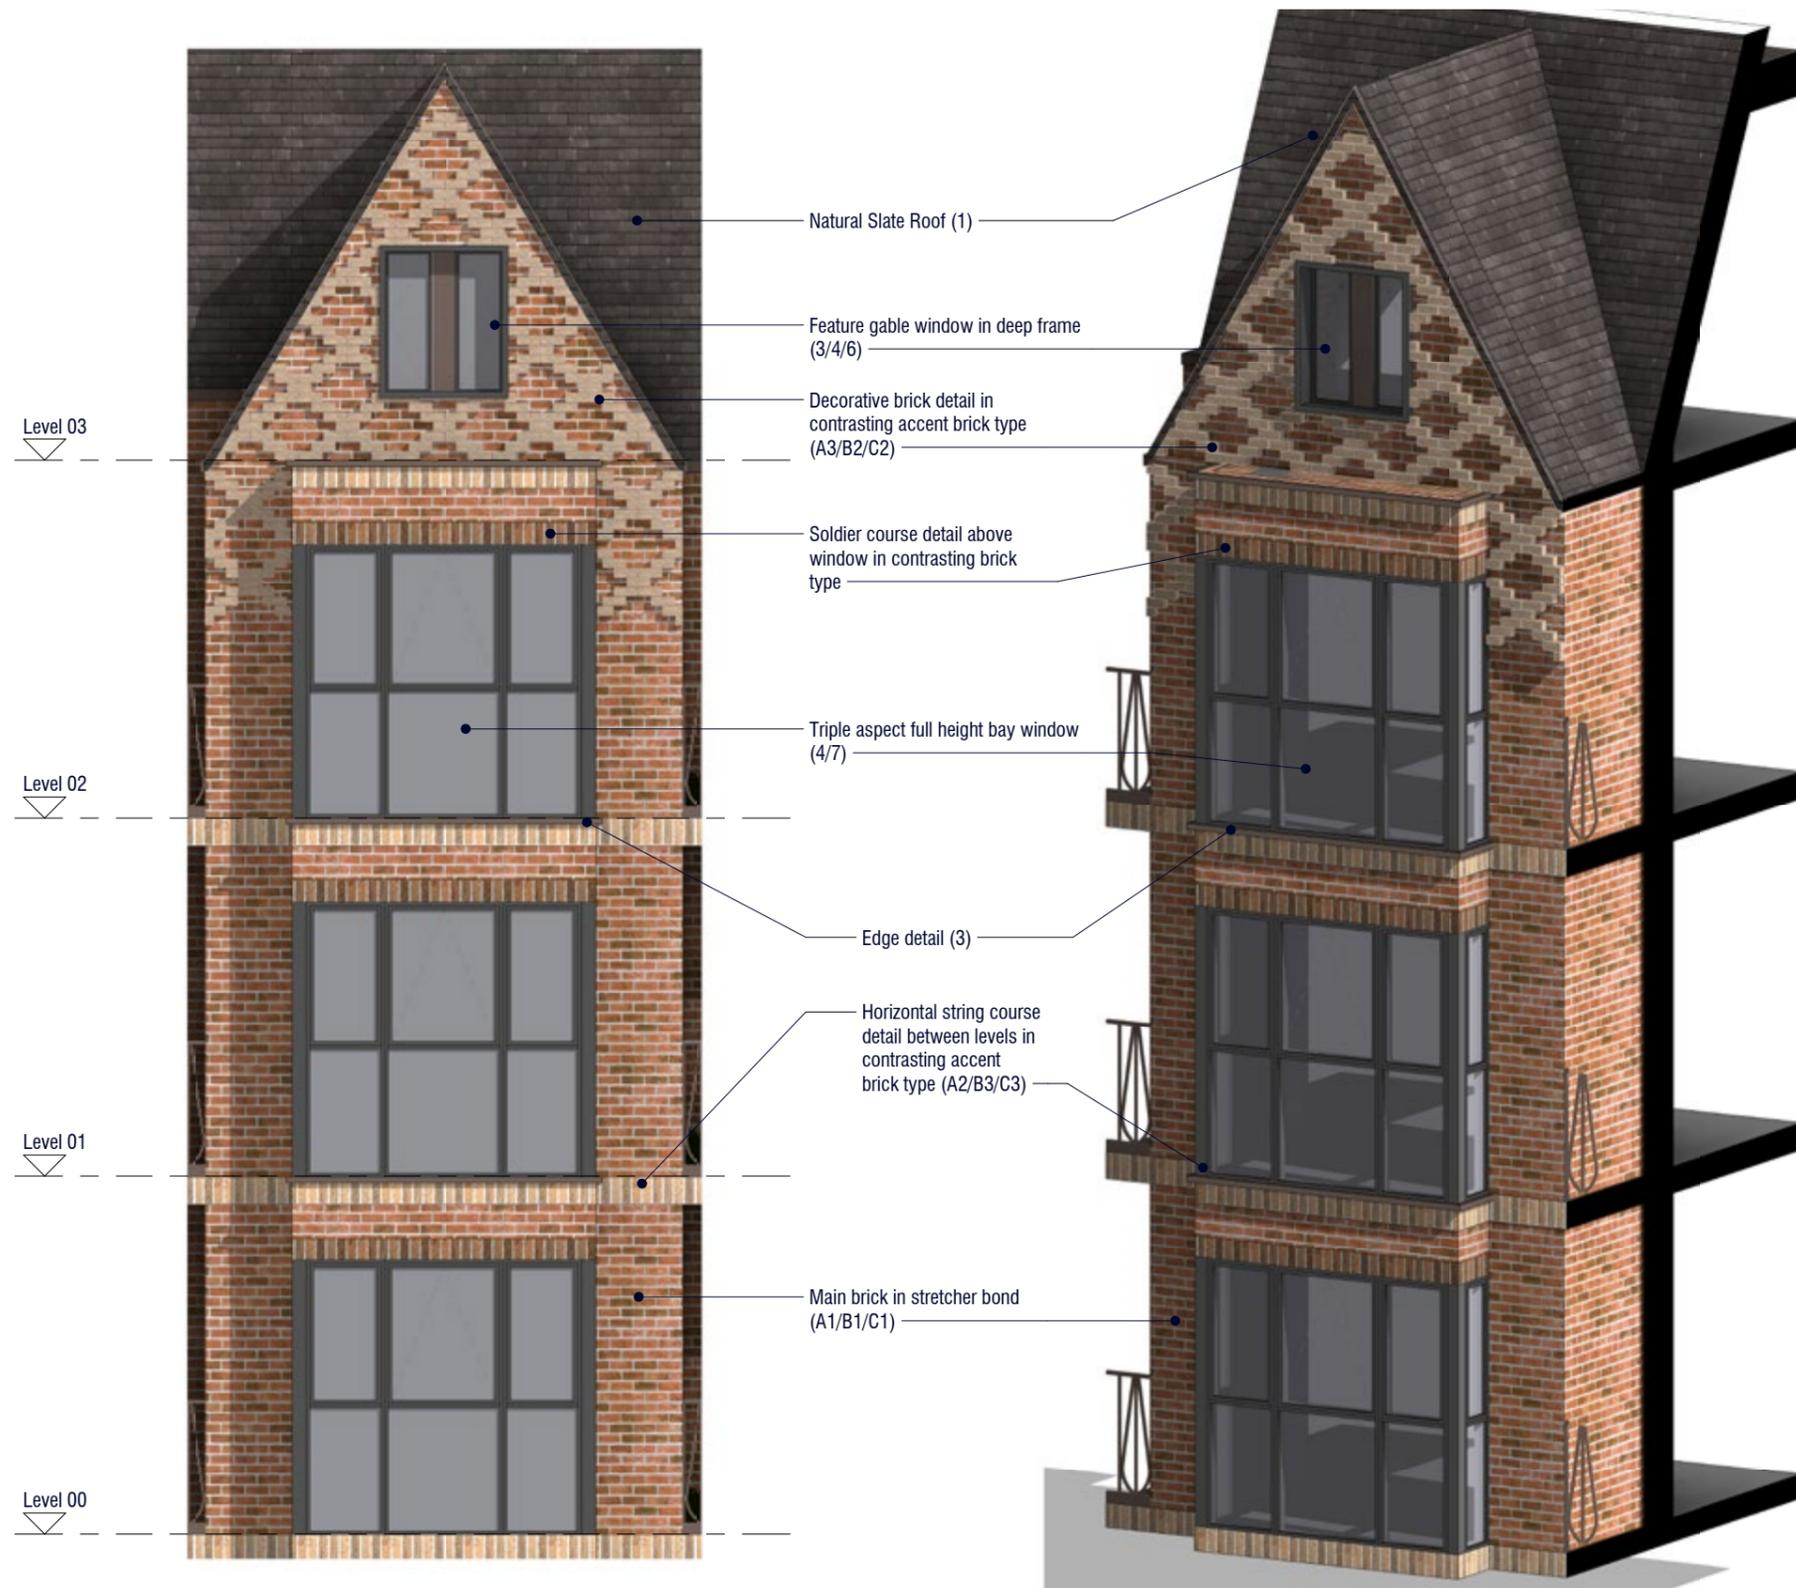 Natural Slate Roof (1)
Feature gable window in deep frame
(3/4/6)
Decorative brick detail in
contrasting accent brick type
(A3/B2/C2)
Level 03
Soldier course detail above
window in contrasting brick
type
Triple aspect full height bay window
(4/7)
Level 02
Edge detail (3)
Horizontal string course
detail between levels in
contrasting accent
brick type (A2/B3/C3)
Level 01
Main brick in stretcher bond
(A1/B1/C1)
Level 00